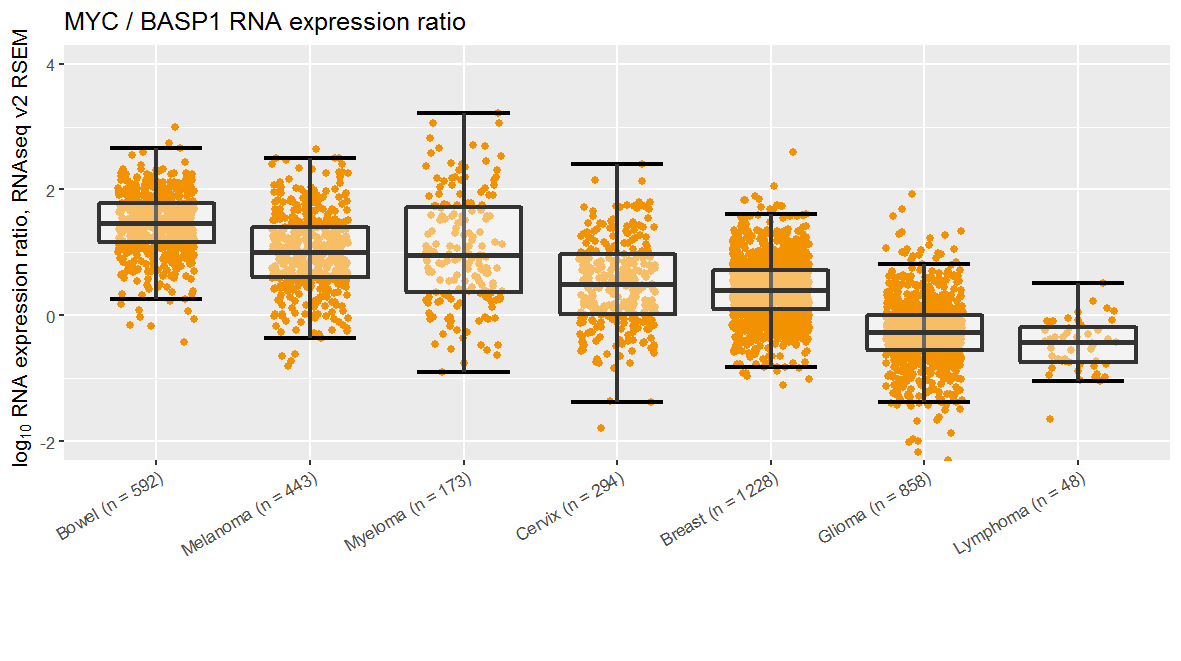 MYC / BASP1 RNA expression ratio
log10 RNA expression ratio, RNAseq v2 RSEM
4
2
0
-2
Bowel (n = 592)
Melanoma (n = 443)
Myeloma (n = 173)
Cervix (n = 294)
Breast (n = 1228)
Glioma (n = 858)
Lymphoma (n = 48)